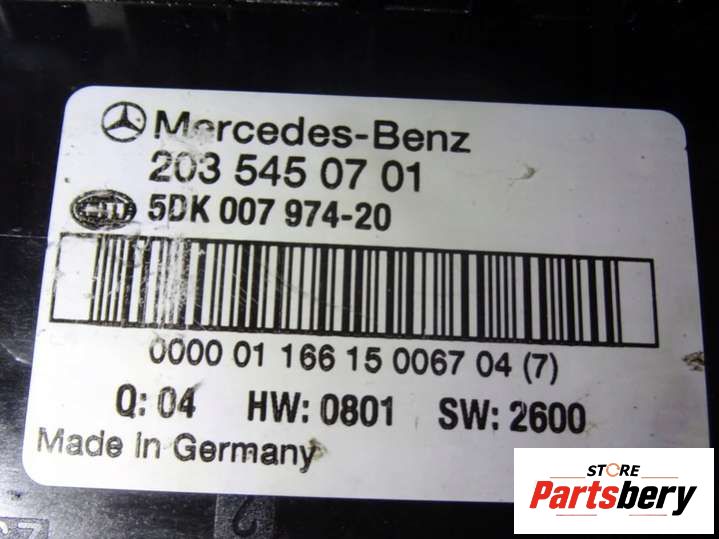 Mercedes-Benz
203 545 07 01
5DK 007 974-20
0000 01 166 15 0067 04 (7)
Q: 04 HW: 0801 SW: 2600
Made in Germany
STORE
Partsbery